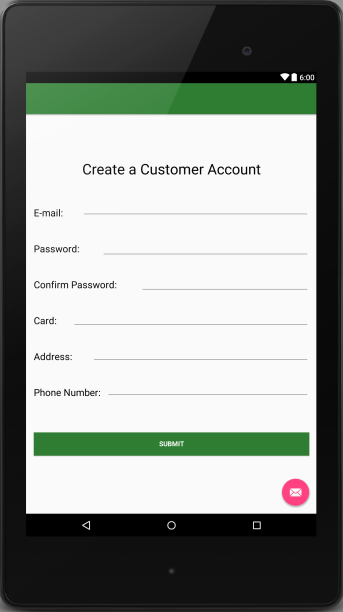 6:00
Create a Customer Account
E-mail:
Password:
Confirm Password:
Card:
Address:
Phone Number:
SUBMIT